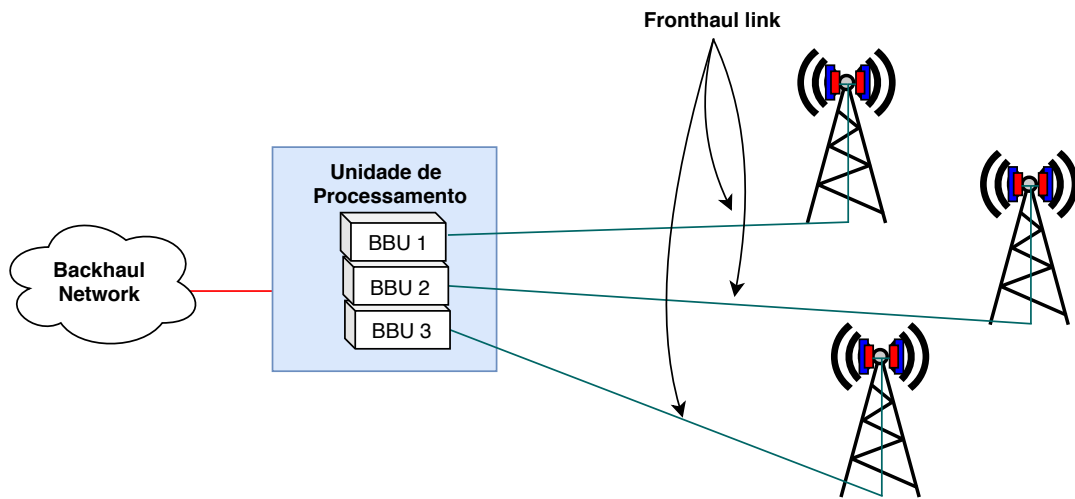 Fronthaul link
Unidade de
Processamento
BBU 1
BBU 2
BBU 3
Backhaul
Network